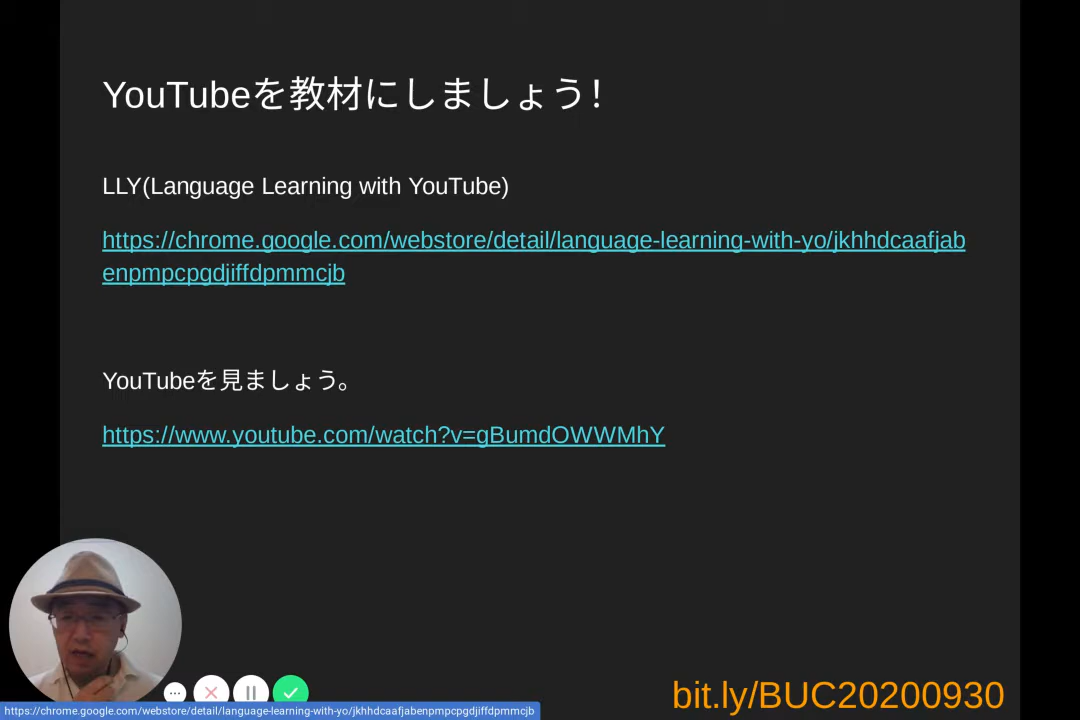 YouTubeを教材にしましょう！
LLY(Language Learning with YouTube)
https://chrome.google.com/webstore/detail/language-learning-with-yo/jkhhdcaafjab
enpmpcpgdjiffdpmmcjb
YouTubeを見ましょう。
https://www.youtube.com/watch?v=gBumdOWWMhY
bit.ly/BUC20200930
https://chrome.google.com/webstore/detail/language-learning-with-yo/jkhhdcaafjabenpmpcpgdjiffdpmmcjb